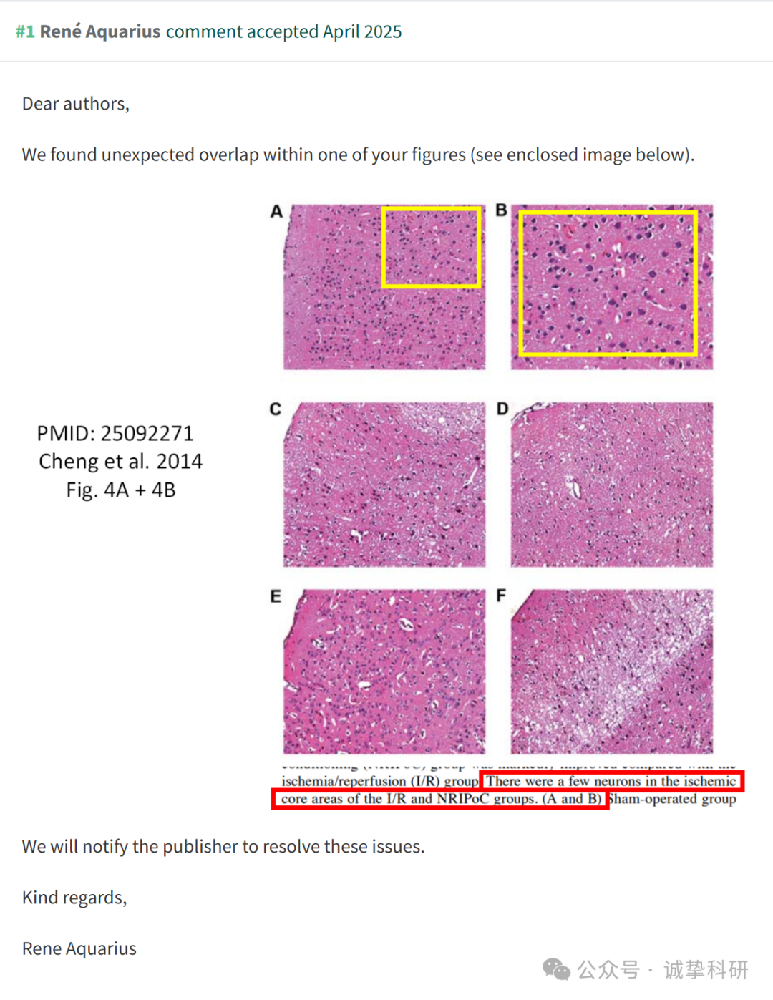 #1 René Aquarius comment accepted April 2025
Dear authors,
We found unexpected overlap within one of your figures (see enclosed image below).
A
B
C
D
PMID: 25092271
Cheng et al. 2014
Fig. 4A + 4B
E
F
ischemia/reperfusion (I/R) group There were a few neurons in the ischemic
core areas of the I/R and NRIPoC groups. (A and B) Sham-operated group
We will notify the publisher to resolve these issues.
Kind regards,
Rene Aquarius
公众号 · 诚挚科研